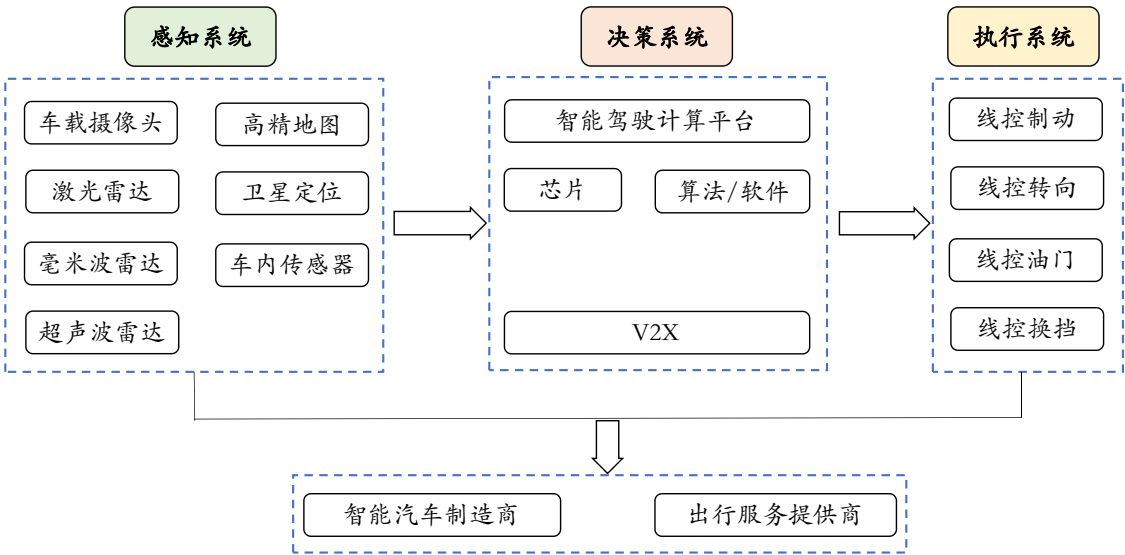 感知系统
决策系统
执行系统
车载摄像头
高精地图
激光雷达
卫星定位
毫米波雷达
车内传感器
超声波雷达
智能驾驶计算平台
芯片
算法/软件
V2X
线控制动
线控转向
线控油门
线控换挡
智能汽车制造商
出行服务提供商